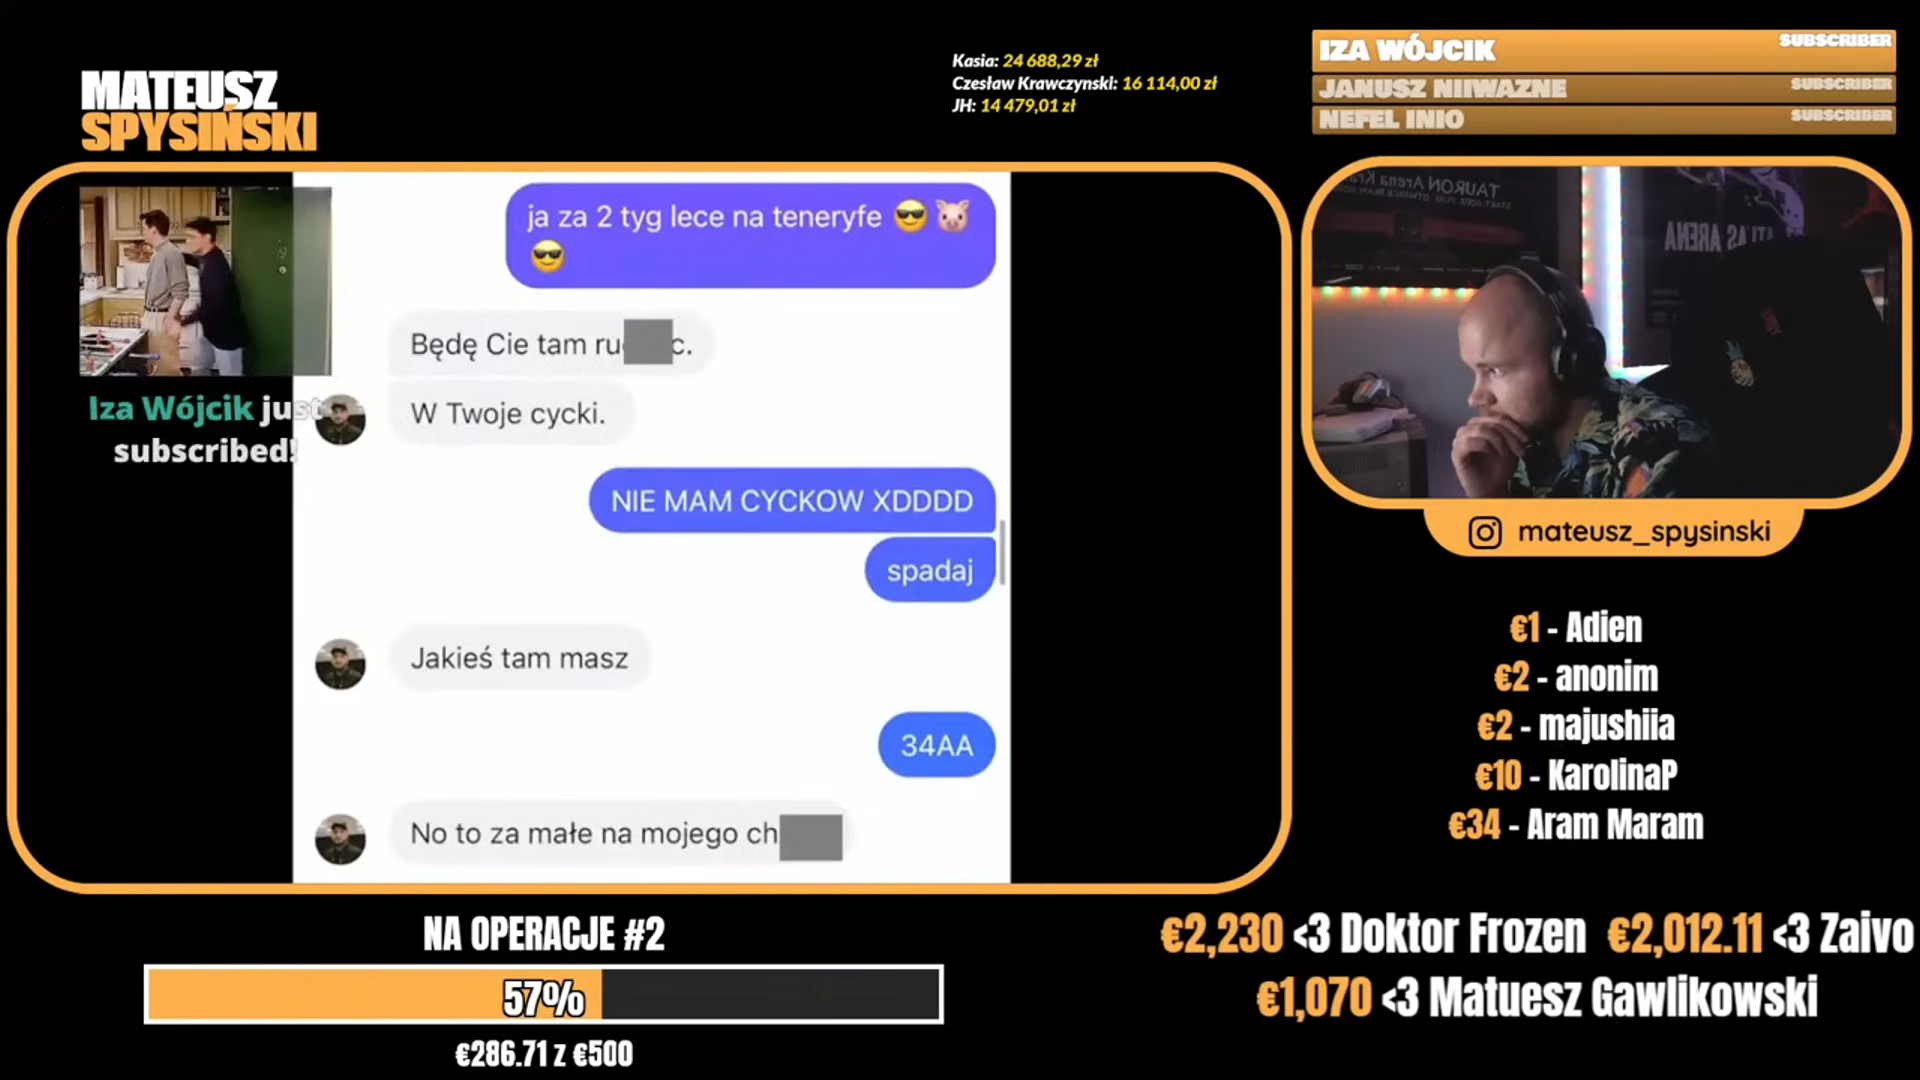 MATEUSZ
SPYSIŃSKI
Kasia: 24 688,29 zł
Czesław Krawczynski: 16 114,00 zł
JH: 14 479,01 zł
IZA WÓJCIK SUBSCRIBER
JANUSZ NIIWAZNE SUBSCRIBER
NEFEL INIO SUBSCRIBER
Iza Wójcik just
subscribed!
ja za 2 tyg lece na teneryfe 😎🐷
😎
Będę Cie tam ru c.
W Twoje cycki.
NIE MAM CYCKOW XDDDD
spadaj
Jakieś tam masz
34AA
No to za małe na mojego ch
TAURON Arena
ATLAS ARENA
mateusz_spysinski
€1 - Adien
€2 - anonim
€2 - majushiia
€10 - KarolinaP
€34 - Aram Maram
NA OPERACJE #2
57%
€286.71 z €500
€2,230 <3 Doktor Frozen €2,012.11 <3 Zaivo
€1,070 <3 Matuesz Gawlikowski